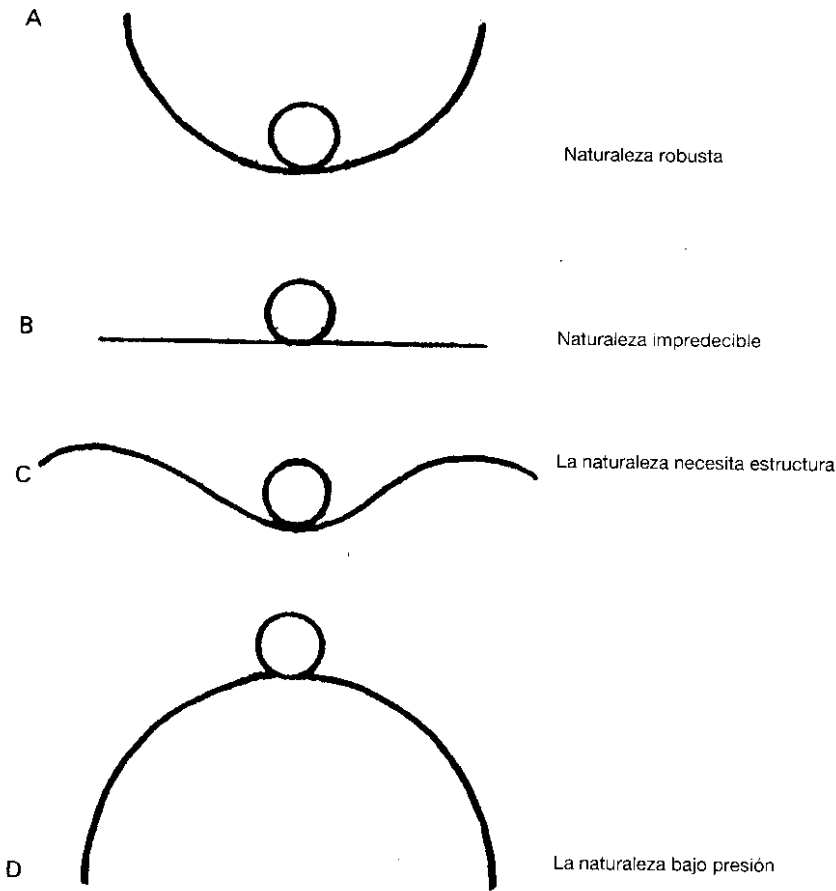 A
Naturaleza robusta
B
Naturaleza impredecible
C
La naturaleza necesita estructura
D
La naturaleza bajo presión